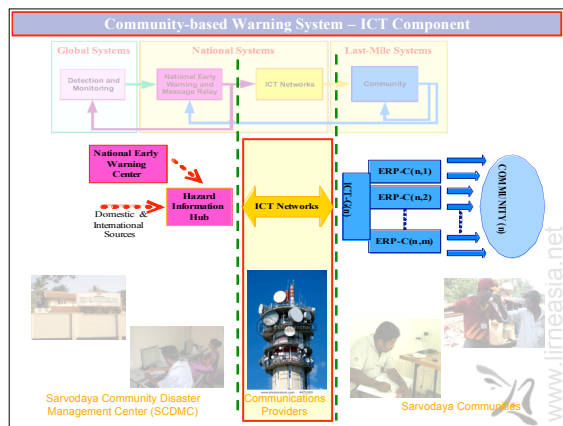 Community-based Warning System – ICT Component
Global Systems
National Systems
Last-Mile Systems
Detection and
Monitoring
National Early
Warning and
Message Relay
ICT Networks
Community
National Early
Warning
Center
Hazard
Information
Hub
Domestic &
International
Sources
ICT Networks
ICT-G(n)
ERP-C(n,1)
ERP-C(n,2)
ERP-C(n,m)
COMMUNITY (n)
Sarvodaya Community Disaster
Management Center (SCDMC)
Communications
Providers
Sarvodaya Communities
www.lirneasia.net